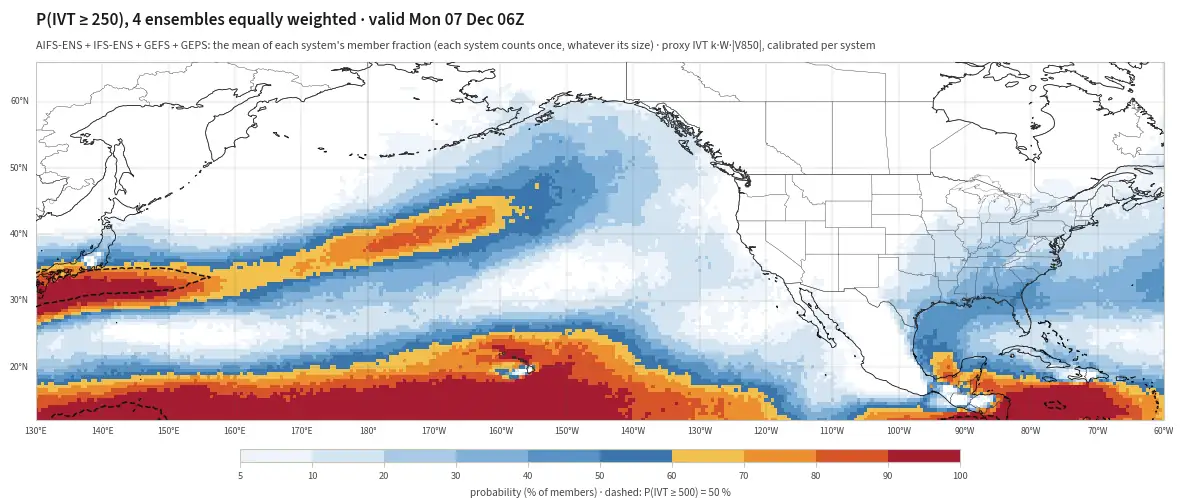 P(IVT ≥ 250), 4 ensembles equally weighted · valid Mon 07 Dec 06Z
AIFS-ENS + IFS-ENS + GEFS + GEPS: the mean of each system's member fraction (each system counts once, whatever its size) · proxy IVT k·W·|V850|, calibrated per system
60°N
50°N
40°N
30°N
20°N
130°E 140°E 150°E 160°E 170°E 180° 170°W 160°W 150°W 140°W 130°W 120°W 110°W 100°W 90°W 80°W 70°W 60°W
5 10 20 30 40 50 60 70 80 90 100
probability (% of members) · dashed: P(IVT ≥ 500) = 50 %